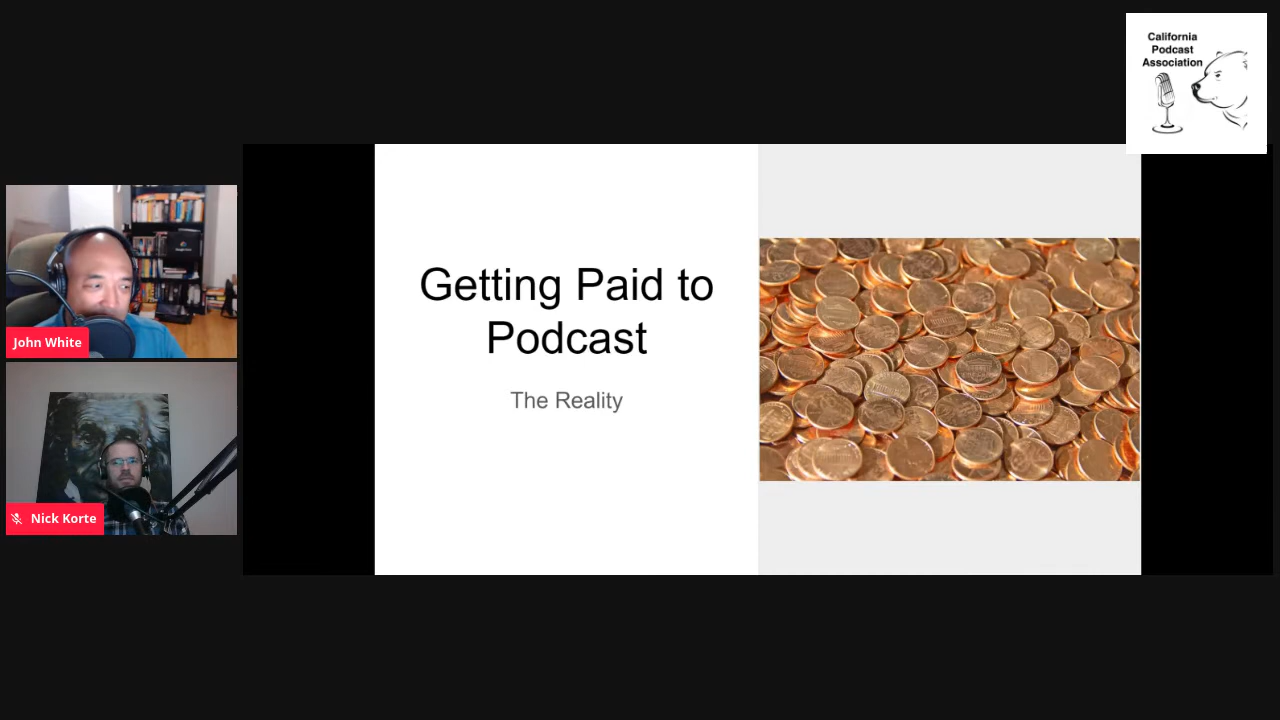 California
Podcast
Association
Getting Paid to
Podcast
The Reality
John White
Nick Korte